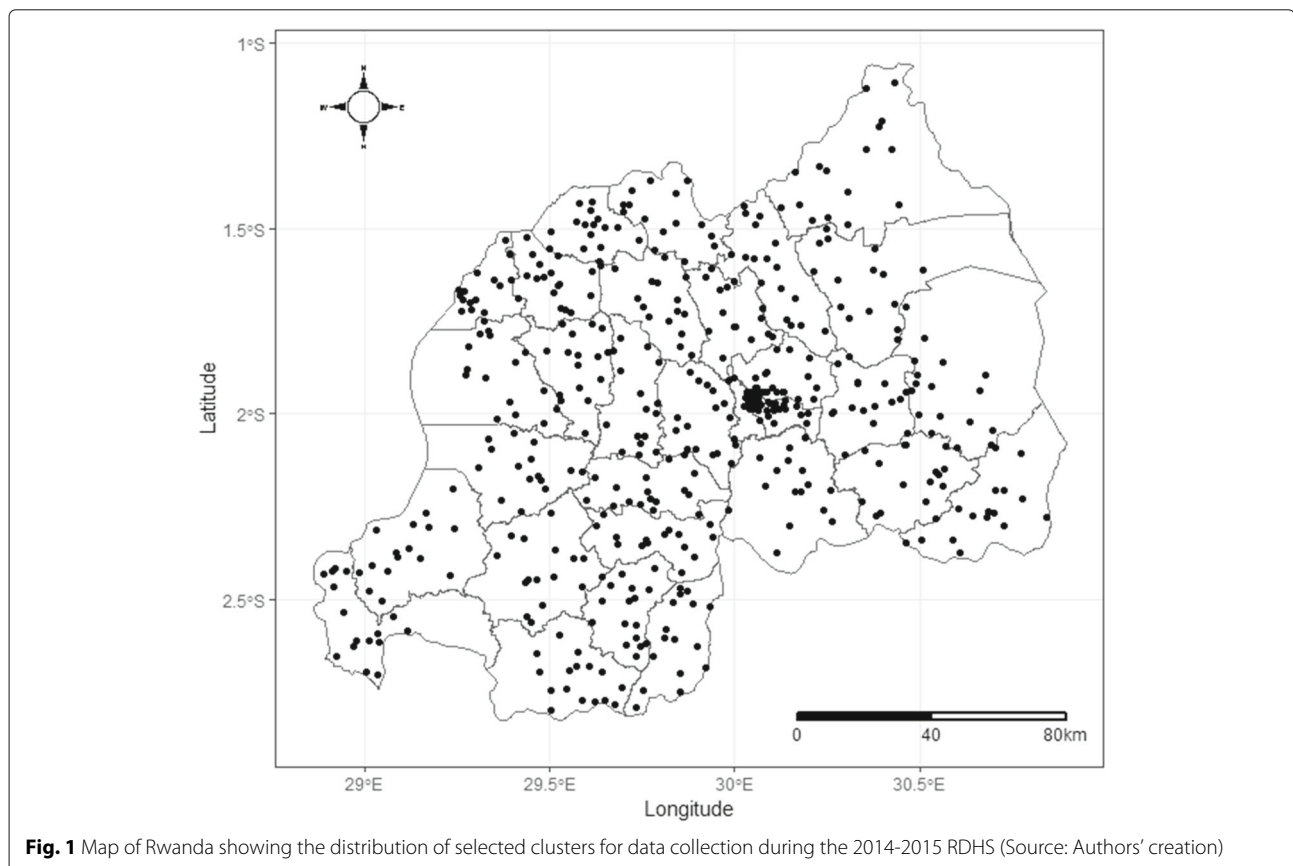 1°S
1.5°S
2°S
2.5°S
Latitude
N
W
E
N
0
40
80km
29°E
29.5°E
30°E
30.5°E
Longitude
Fig. 1 Map of Rwanda showing the distribution of selected clusters for data collection during the 2014-2015 RDHS (Source: Authors' creation)